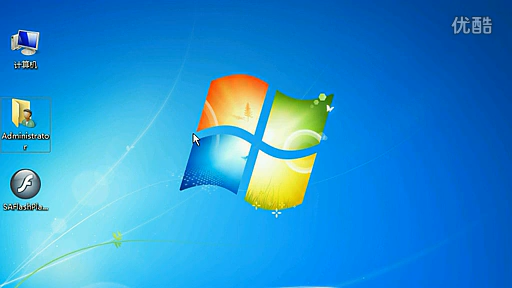 优酷
计算机
Administrato
r
SAFlashPla...